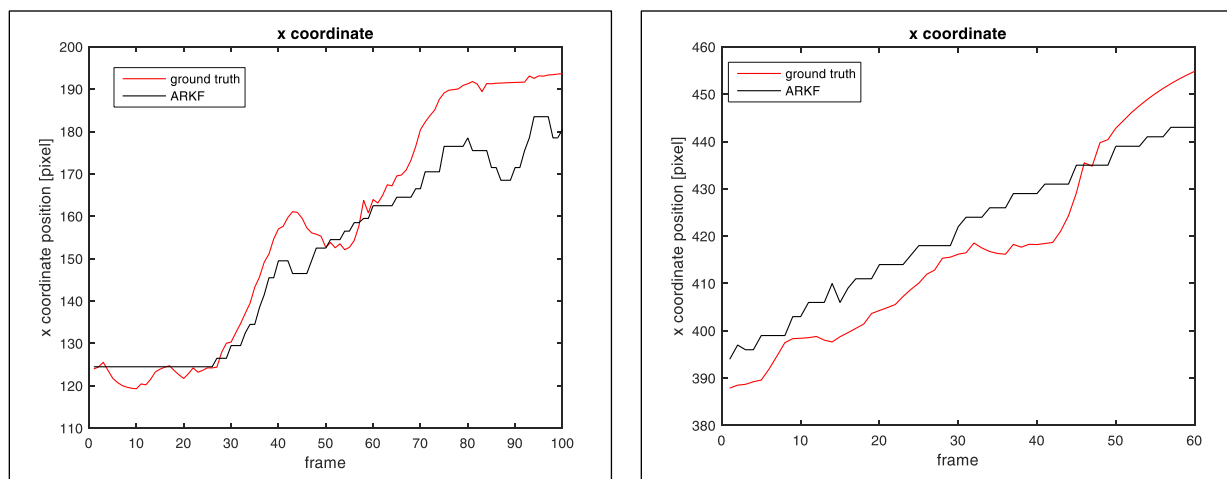 x coordinate
200
190
180
170
160
150
140
130
120
110
x coordinate position [pixel]
ground truth
ARKF
0 10 20 30 40 50 60 70 80 90 100
frame
x coordinate
460
450
440
430
420
410
400
390
380
x coordinate position [pixel]
ground truth
ARKF
0 10 20 30 40 50 60
frame